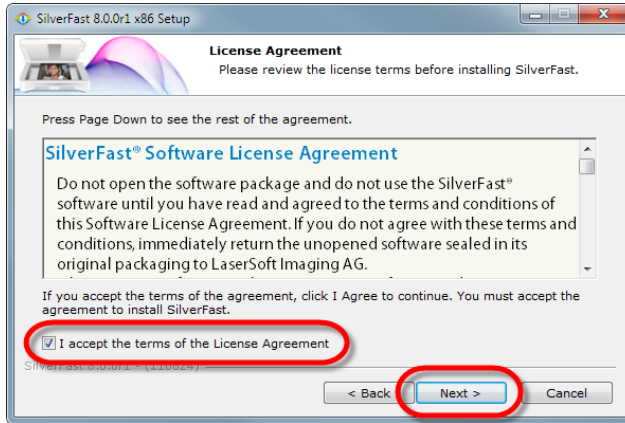 SilverFast 8.0.0r1 x86 Setup
License Agreement
Please review the license terms before installing SilverFast.
Press Page Down to see the rest of the agreement.
SilverFast® Software License Agreement
Do not open the software package and do not use the SilverFast®
software until you have read and agreed to the terms and conditions of
this Software License Agreement. If you do not agree with these terms and
conditions, immediately return the unopened software sealed in its
original packaging to LaserSoft Imaging AG.
If you accept the terms of the agreement, click I Agree to continue. You must accept the
agreement to install SilverFast.
I accept the terms of the License Agreement
SilverFast 8.0.0r1 - (110824)
< Back
Next >
Cancel